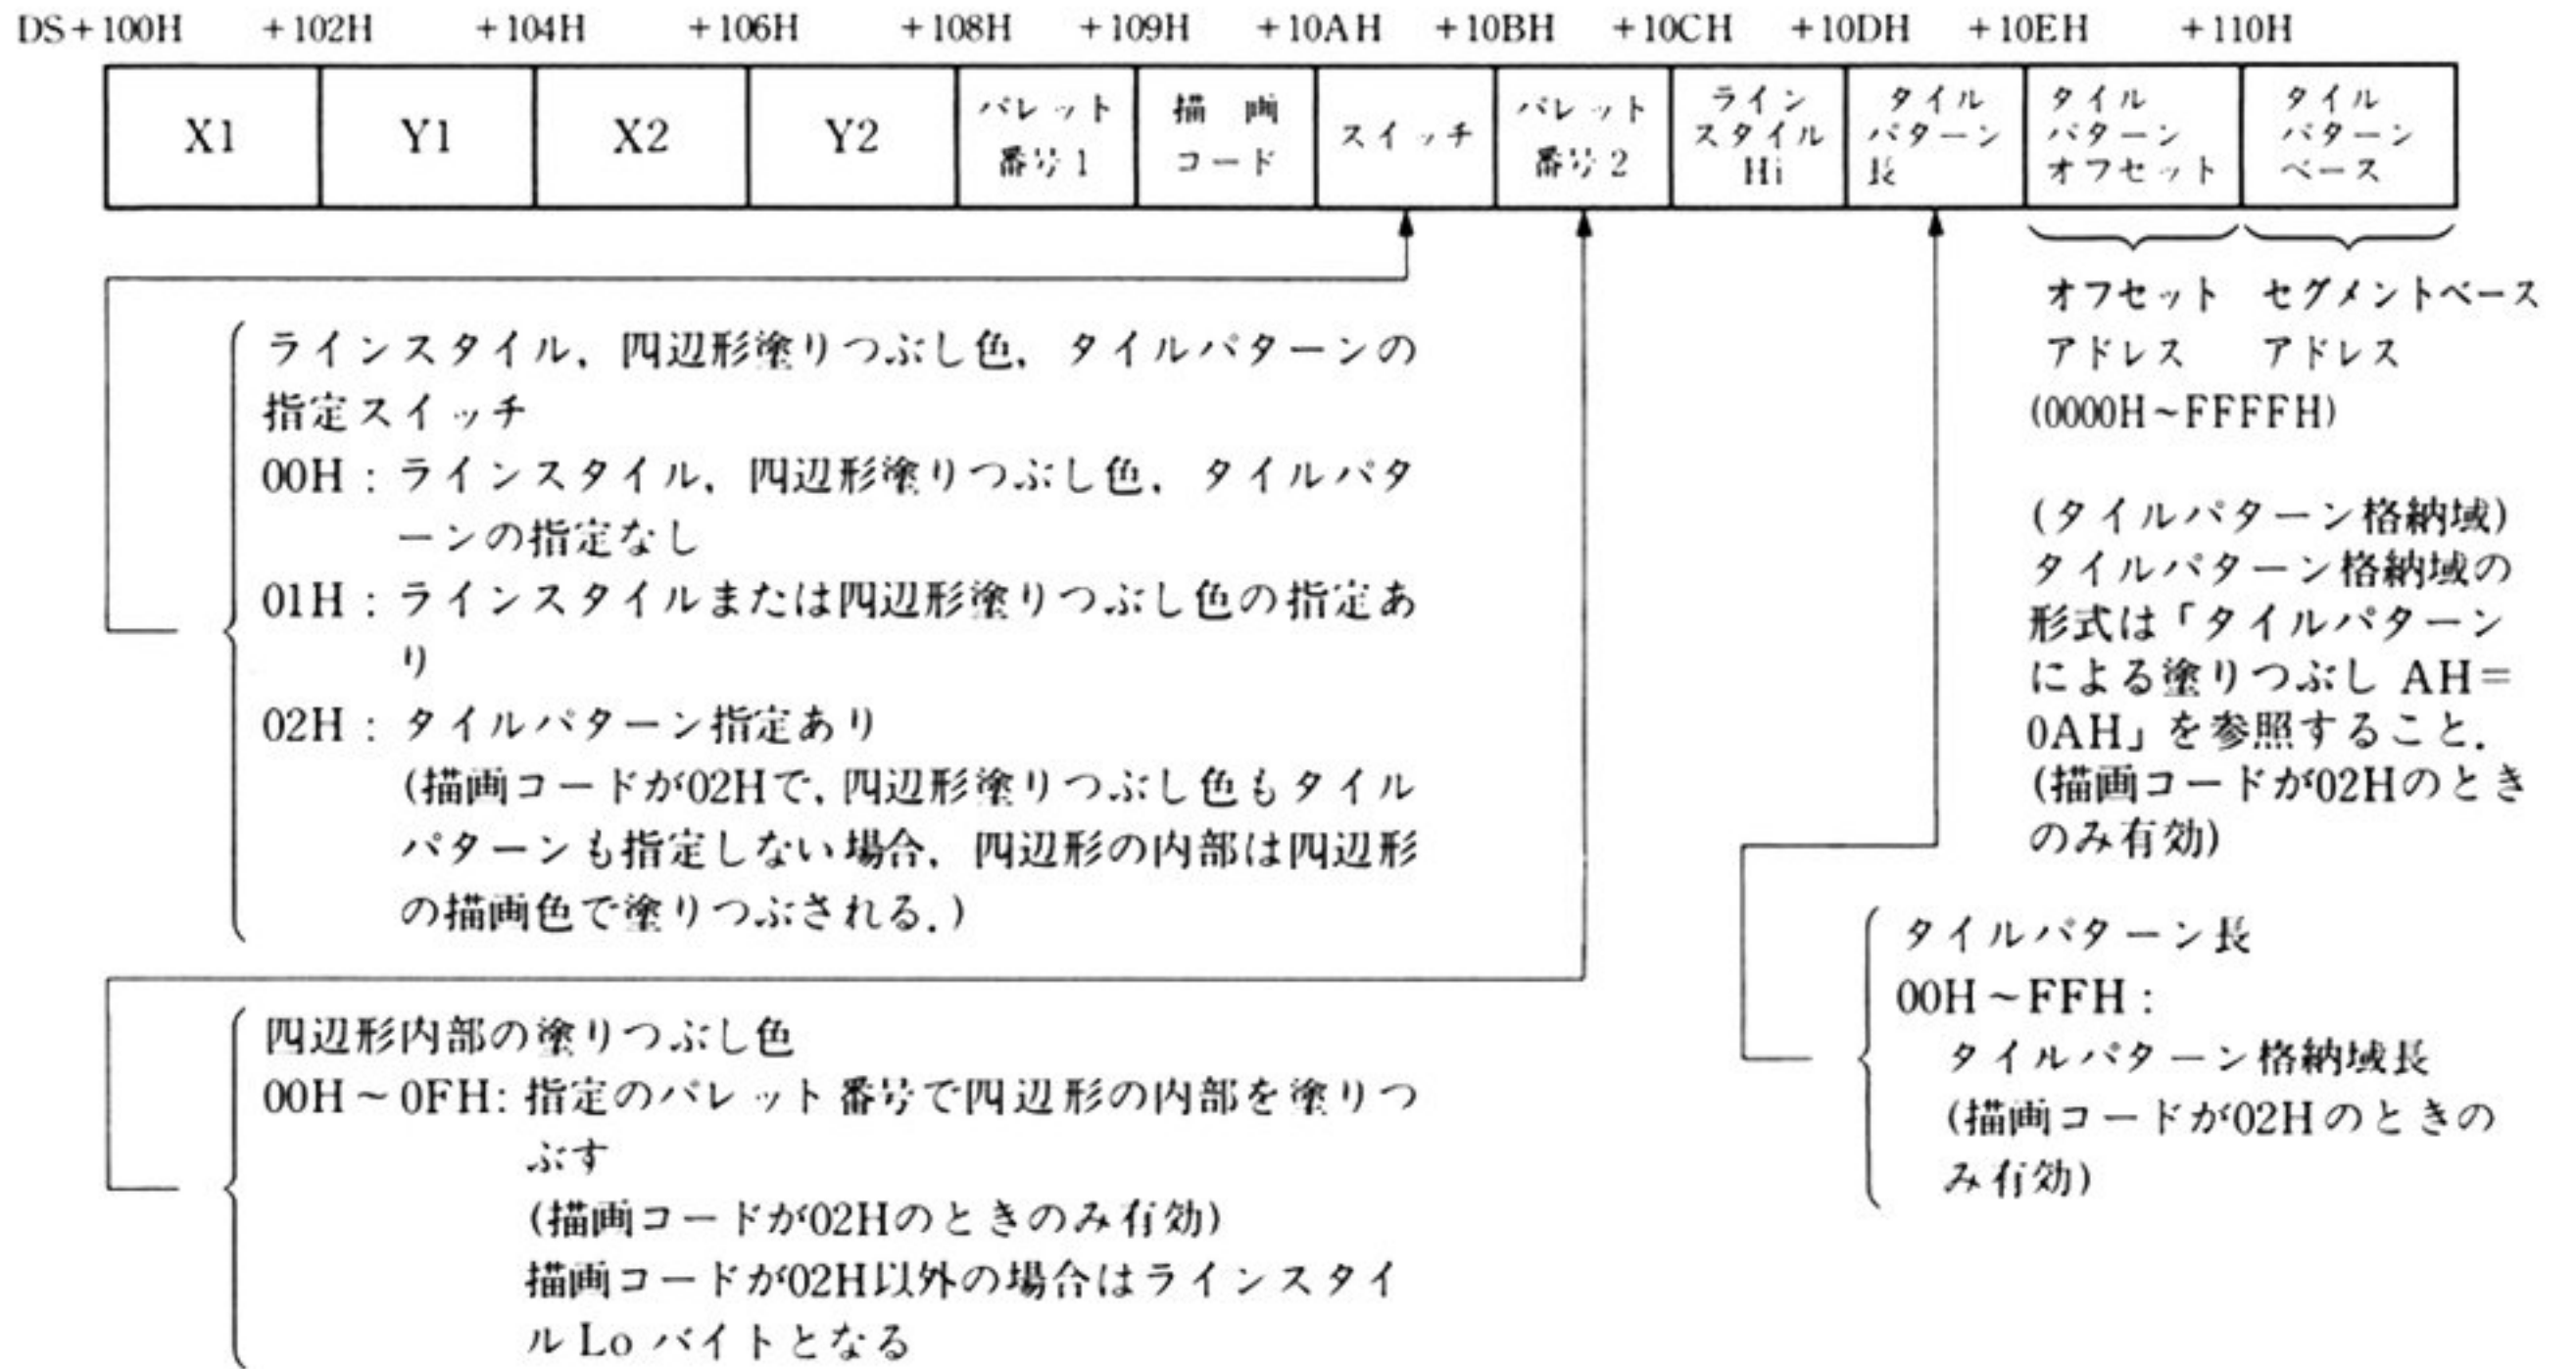 DS+100H +102H +104H +106H +108H +109H +10AH +10BH +10CH +10DH +10EH +110H
X1
Y1
X2
Y2
パレット
番号1
描 画
コード
スイッチ
パレット
番号2
ライン
スタイル
Hi
タイル
パターン
長
タイル
パターン
オフセット
タイル
パターン
ベース
ラインスタイル，四辺形塗りつぶし色，タイルパターンの
指定スイッチ
00H：ラインスタイル，四辺形塗りつぶし色，タイルパタ
ーンの指定なし
01H：ラインスタイルまたは四辺形塗りつぶし色の指定あ
り
02H：タイルパターン指定あり
(描画コードが02Hで，四辺形塗りつぶし色もタイル
パターンも指定しない場合，四辺形の内部は四辺形
の描画色で塗りつぶされる．)
四辺形内部の塗りつぶし色
00H～0FH：指定のパレット番号で四辺形の内部を塗りつ
ぶす
(描画コードが02Hのときのみ有効)
描画コードが02H以外の場合はラインスタイ
ルLoバイトとなる
オフセット
アドレス
セグメントベース
アドレス
(0000H～FFFFH)
(タイルパターン格納域)
タイルパターン格納域の
形式は「タイルパターン
による塗りつぶし AH＝
0AH」を参照すること．
(描画コードが02Hのとき
のみ有効)
タイルパターン長
00H～FFH：
タイルパターン格納域長
(描画コードが02Hのときの
み有効)